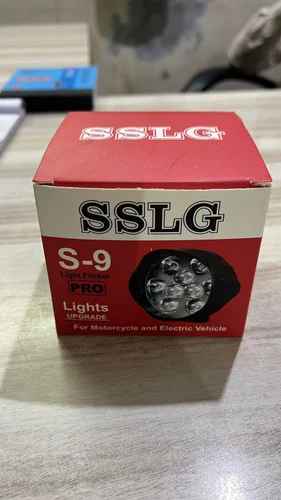 SSLG
SSLG
S-9
PRO
Lights
UPGRADE
For Motorcycle and Electric Vehicle